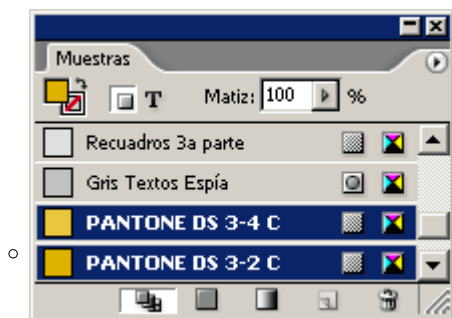 Muestras
T Matiz: 100 %
Recuadros 3a parte
Gris Textos Espía
PANTONE DS 3-4 C
PANTONE DS 3-2 C